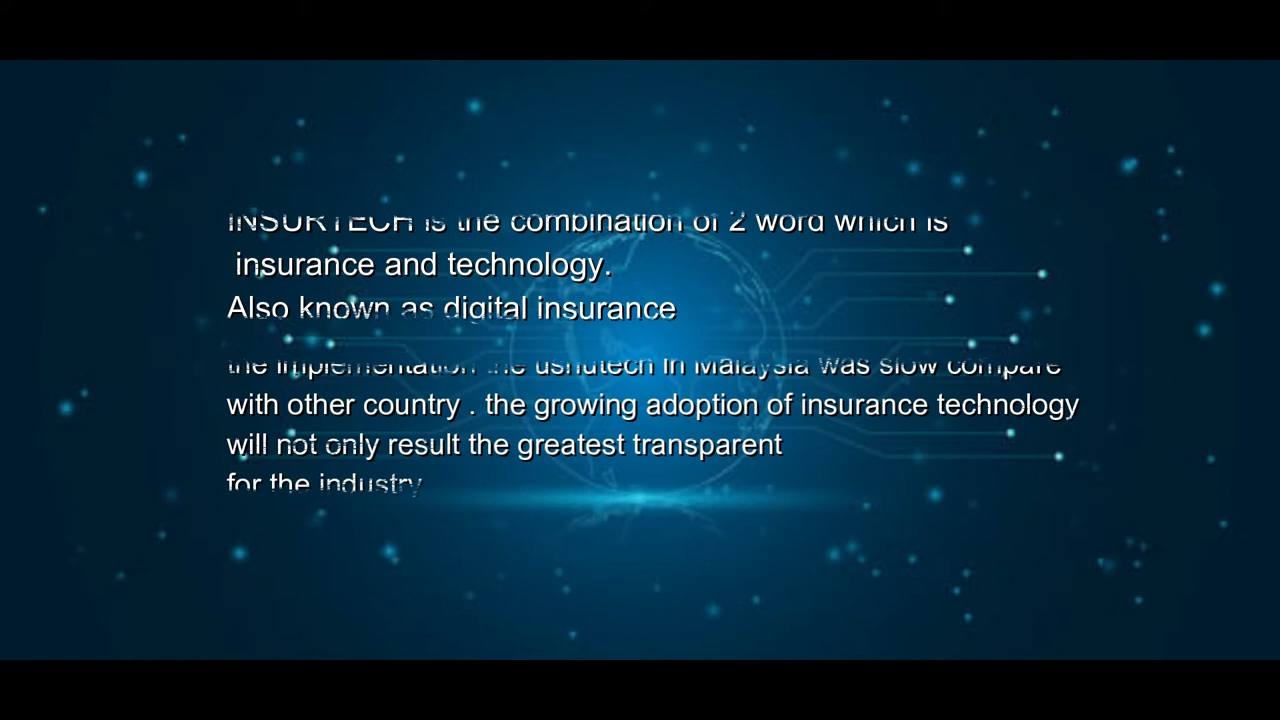 INSURTECH is the combination of 2 word which is
insurance and technology.
Also known as digital insurance
the implementation the in Malaysia was slow compare
with other country . the growing adoption of insurance technology
will not only result the greatest transparent
for the industry